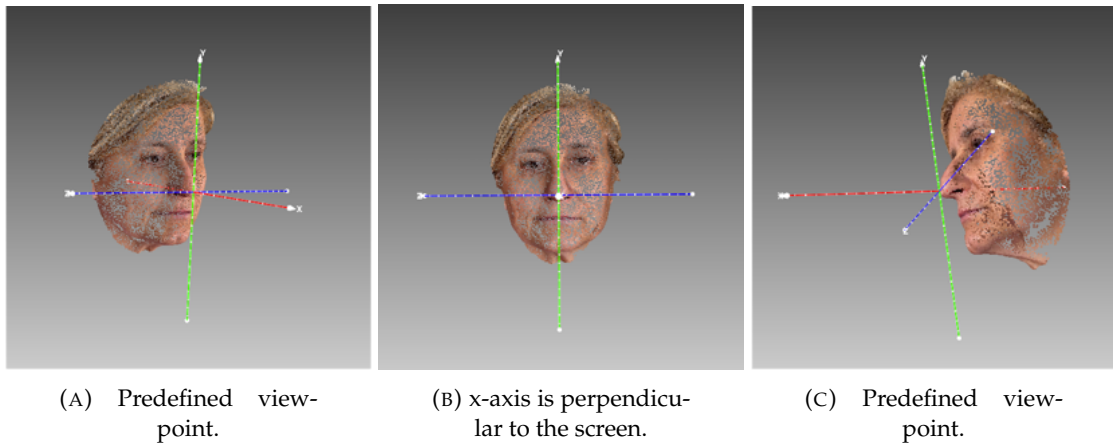 Y
X
Y
Y
(A) Predefined view-
point.
(B) x-axis is perpendicu-
lar to the screen.
(C) Predefined view-
point.